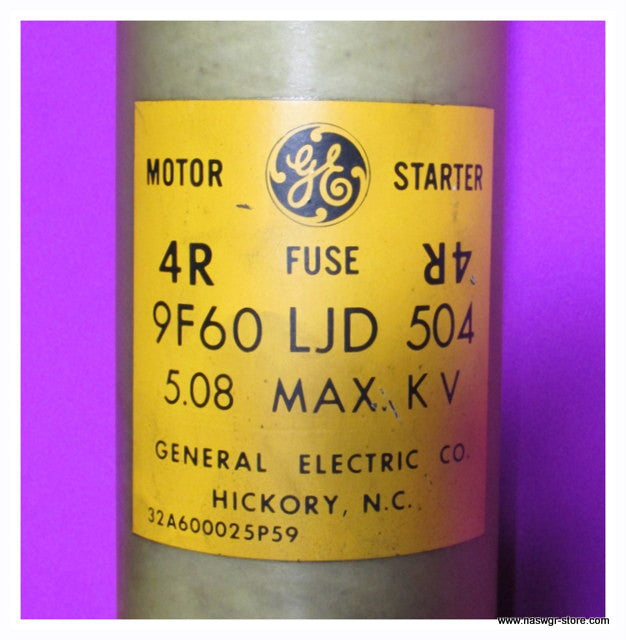 MOTOR GE STARTER
4R FUSE 4R
9F60 LJD 504
5.08 MAX. KV
GENERAL ELECTRIC CO.
HICKORY, N.C.
32A600025P59
www.naswgr-store.com